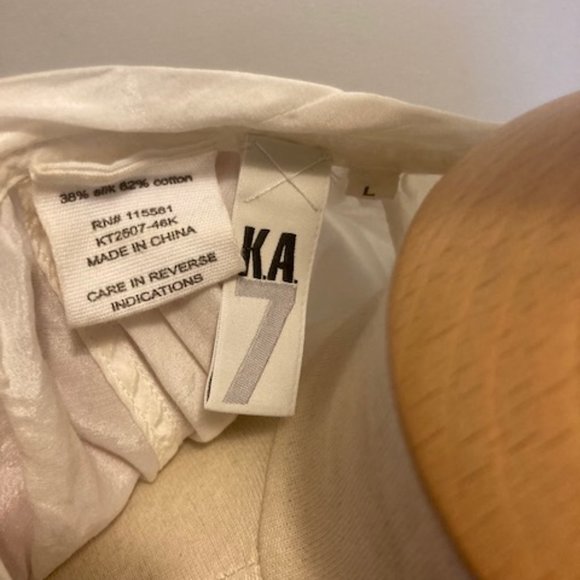 38% silk 62% cotton
RN# 115561
KT2507-46K
MADE IN CHINA
CARE IN REVERSE
INDICATIONS
K.A.
7
L